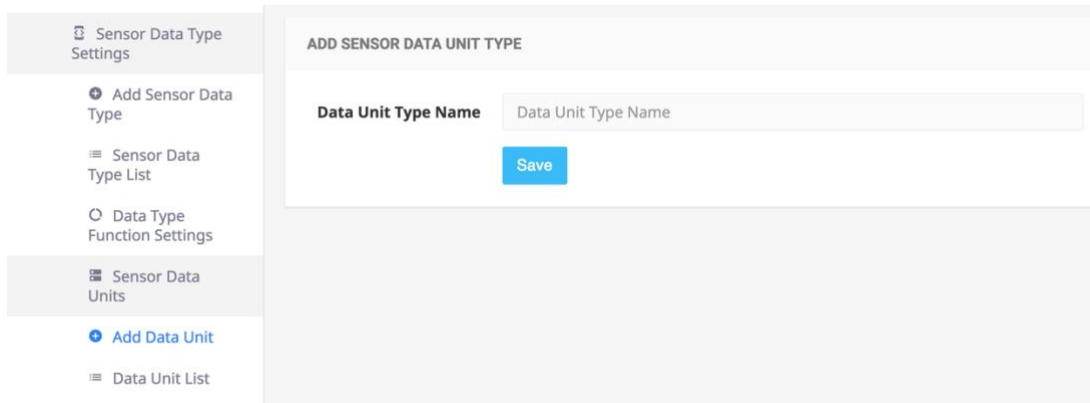 Sensor Data Type
Settings
Add Sensor Data
Type
Sensor Data
Type List
Data Type
Function Settings
Sensor Data
Units
Add Data Unit
Data Unit List
ADD SENSOR DATA UNIT TYPE
Data Unit Type Name
Data Unit Type Name
Save